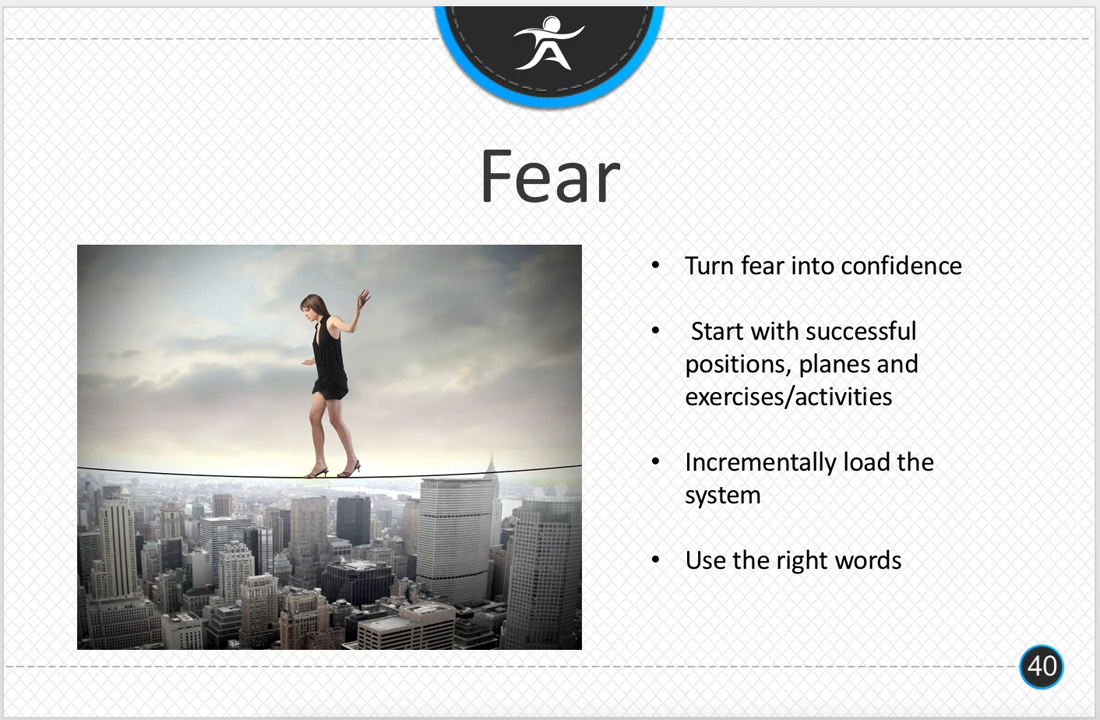 Fear
• Turn fear into confidence
• Start with successful
positions, planes and
exercises/activities
• Incrementally load the
system
• Use the right words
40